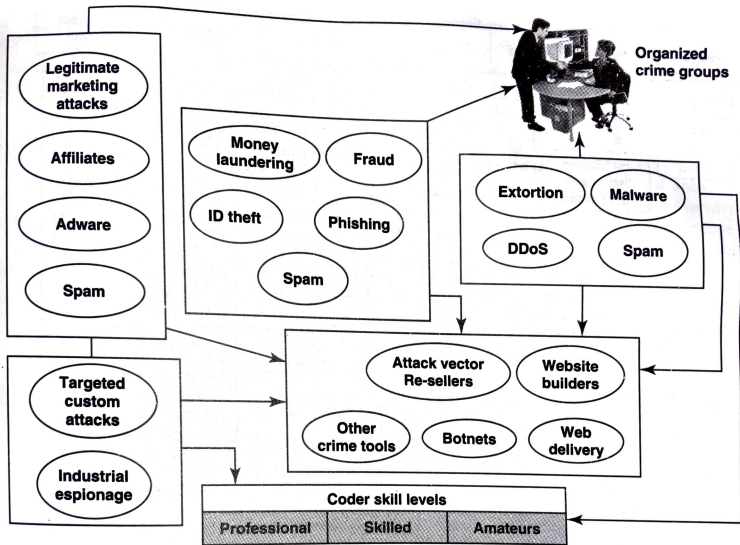 Organized
crime groups
Legitimate
marketing
attacks
Affiliates
Adware
Spam
Money
laundering
Fraud
ID theft
Phishing
Spam
Extortion
Malware
DDoS
Spam
Targeted
custom
attacks
Industrial
espionage
Attack vector
Re-sellers
Website
builders
Other
crime tools
Botnets
Web
delivery
Coder skill levels
Professional
Skilled
Amateurs